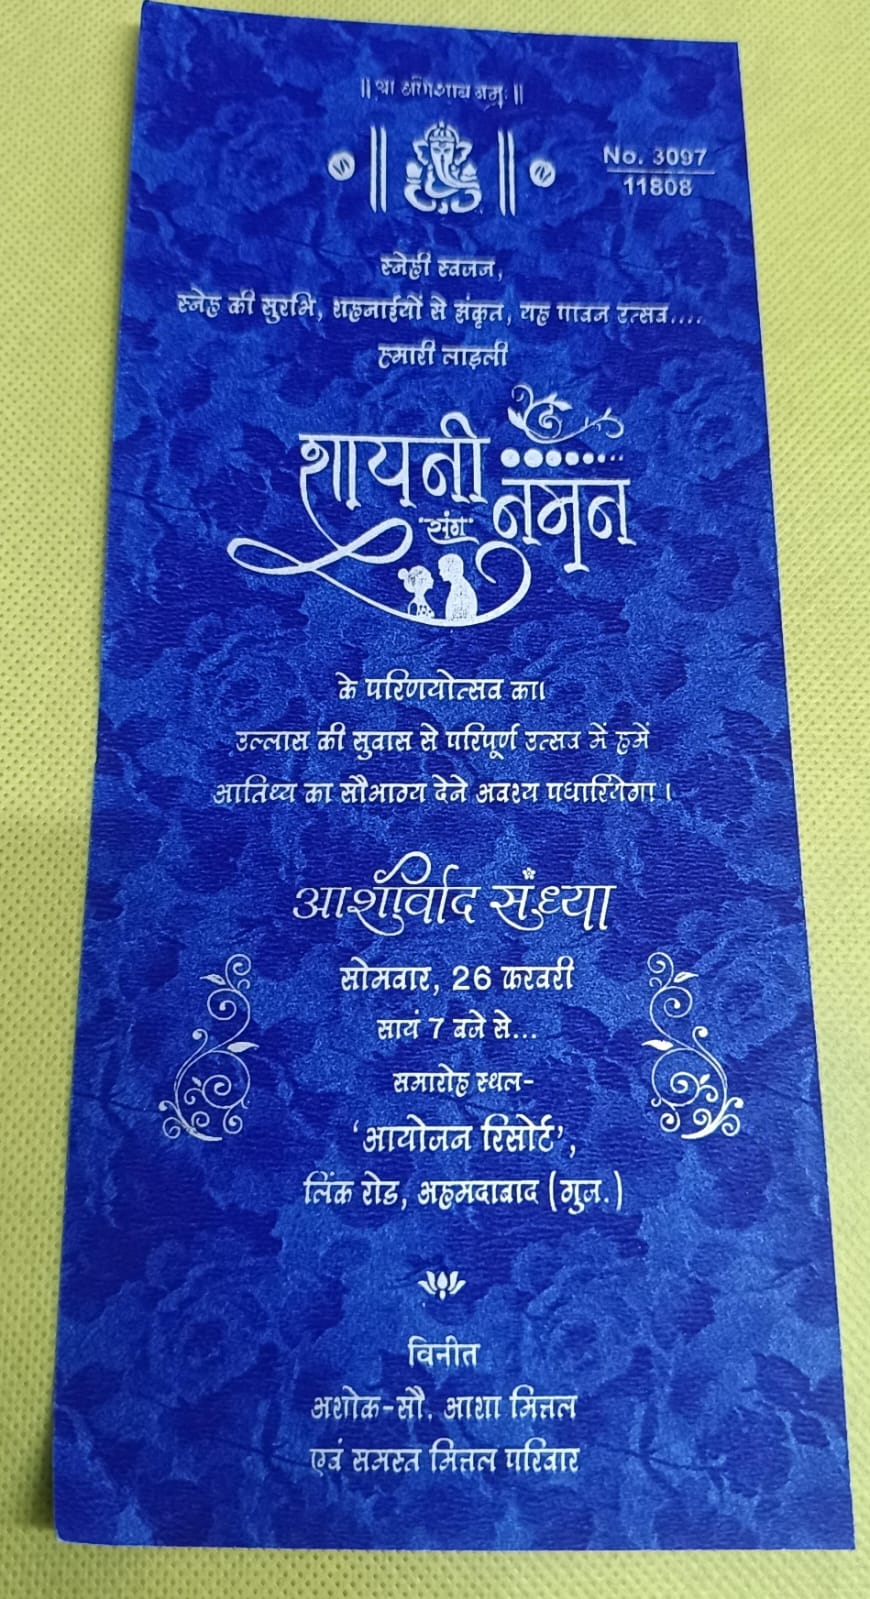 || श्री गणेशाय नमः ||
No. 3097
11808
स्नेही स्वजन,
स्नेह की सुरभि, शहनाईयों से झंकृत, यह पावन उत्सव....
हमारी लाड़ली
शायनी
"संग"
नमन
के परिणयोत्सव का।
उल्लास की सुवास से परिपूर्ण उत्सव में हमें
आतिथ्य का सौभाग्य देने अवश्य पधारियेगा।
आर्शीवाद संध्या
सोमवार, 26 फरवरी
सायं 7 बजे से...
समारोह स्थल-
'आयोजन रिसोर्ट',
लिंक रोड, अहमदाबाद (गुज.)
विनीत
अशोक-सौ. आशा मित्तल
एवं समस्त मित्तल परिवार